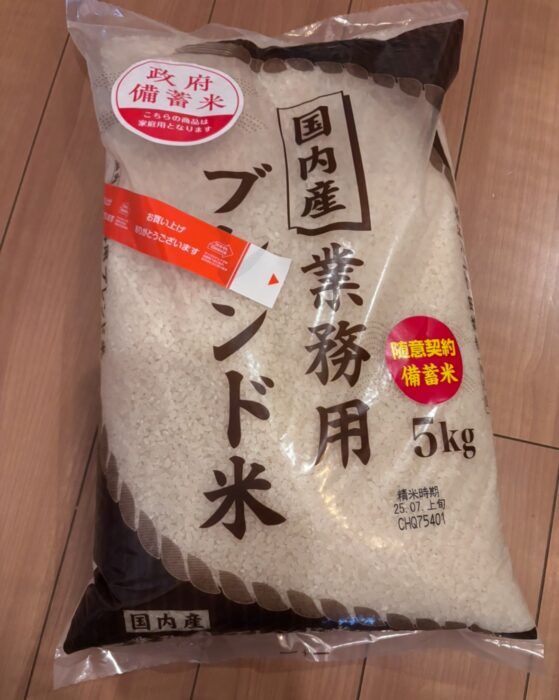 政府
備蓄米
こちらの商品は
家庭用となります
国内産
業務用
ブレンド米
お買い上げ
ありがとうございます
随意契約
備蓄米
5kg
精米時期
25.07.上旬
CHQ75401
国内産